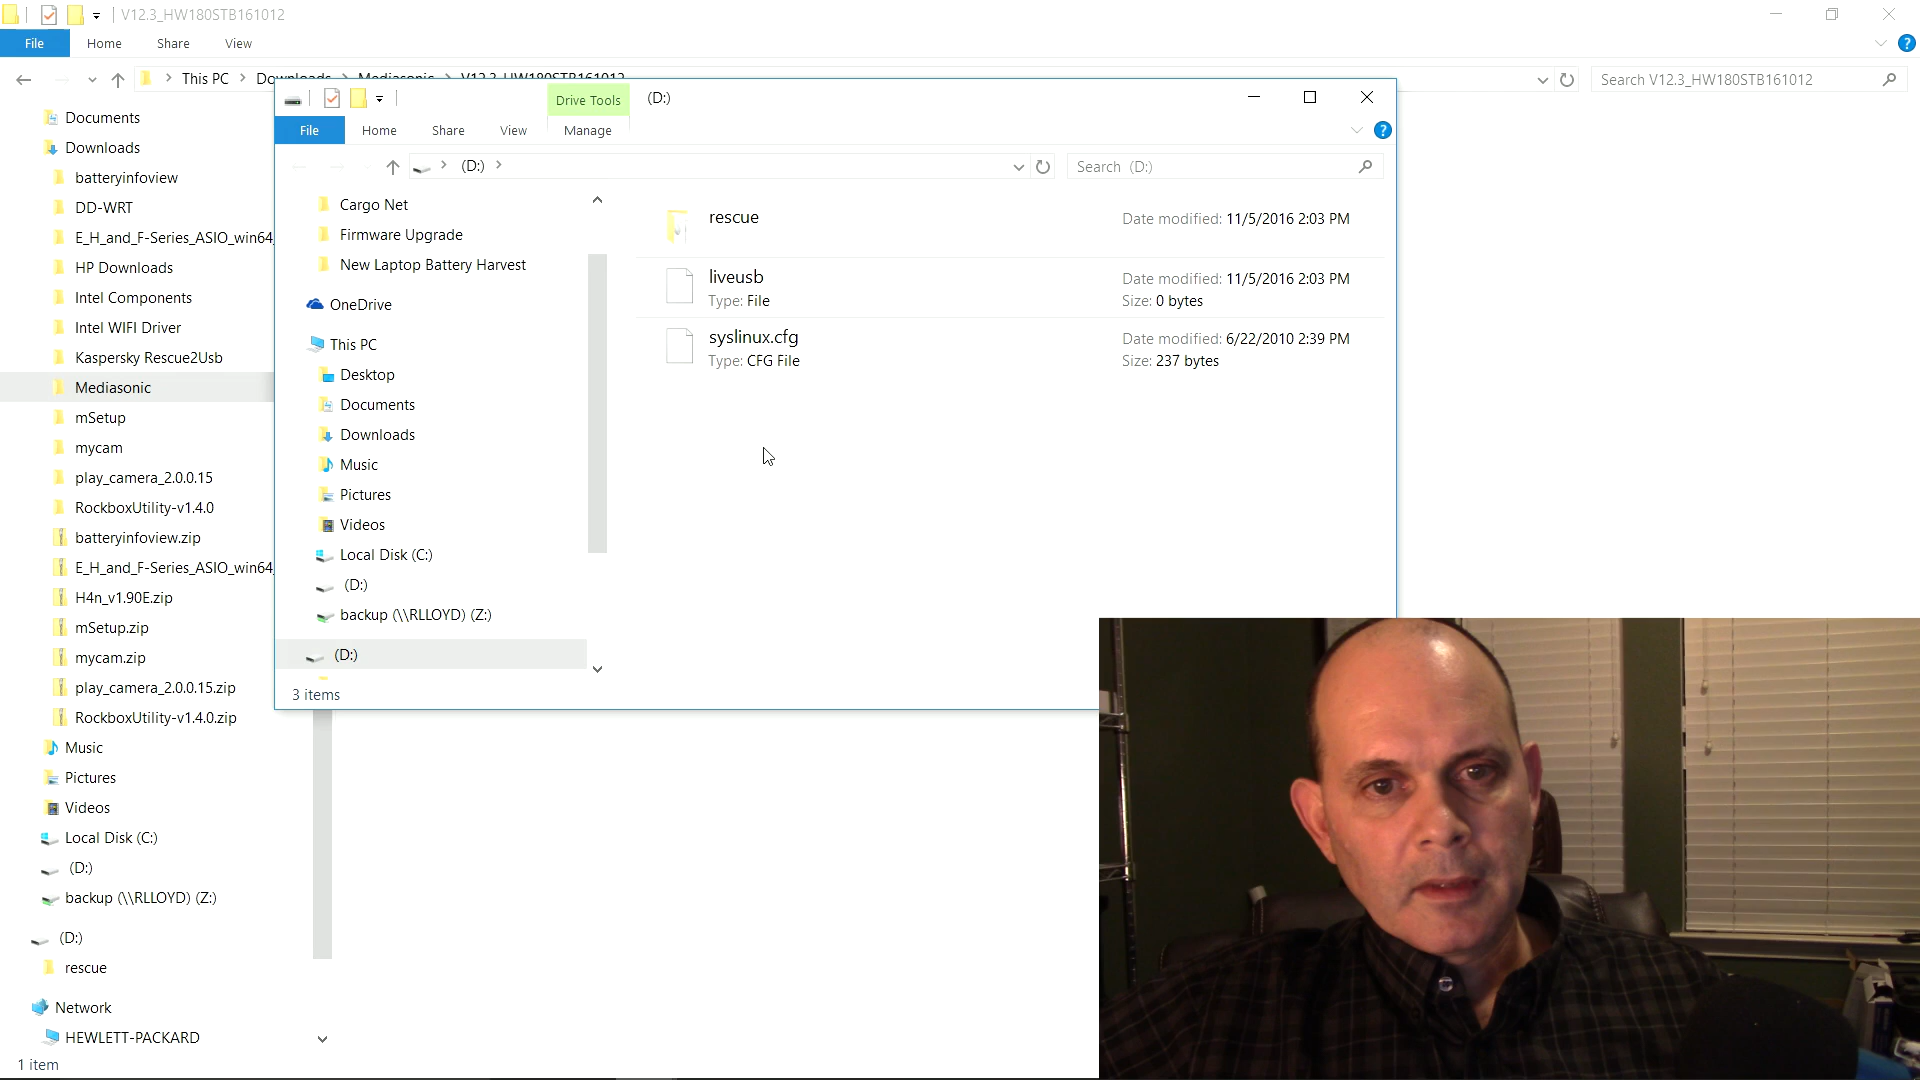 V12.3_HW180STB161012
File Home Share View
This PC Downloads Mediasonic V12.3_HW180STB161012
Search V12.3_HW180STB161012
Documents
Downloads
batteryinfoview
DD-WRT
E_H_and_F-Series_ASIO_win64_
HP Downloads
Intel Components
Intel WIFI Driver
Kaspersky Rescue2Usb
Mediasonic
mSetup
mycam
play_camera_2.0.0.15
RockboxUtility-v1.4.0
batteryinfoview.zip
E_H_and_F-Series_ASIO_win64_
H4n_v1.90E.zip
mSetup.zip
mycam.zip
play_camera_2.0.0.15.zip
RockboxUtility-v1.4.0.zip
Music
Pictures
Videos
Local Disk (C:)
(D:)
backup (\\RLLOYD) (Z:)
(D:)
rescue
Network
HEWLETT-PACKARD
1 item
Drive Tools (D:)
File Home Share View Manage
(D:)
Search (D:)
Cargo Net
Firmware Upgrade
New Laptop Battery Harvest
OneDrive
This PC
Desktop
Documents
Downloads
Music
Pictures
Videos
Local Disk (C:)
(D:)
backup (\\RLLOYD) (Z:)
(D:)
3 items
rescue Date modified: 11/5/2016 2:03 PM
liveusb Date modified: 11/5/2016 2:03 PM
Type: File Size: 0 bytes
syslinux.cfg Date modified: 6/22/2010 2:39 PM
Type: CFG File Size: 237 bytes